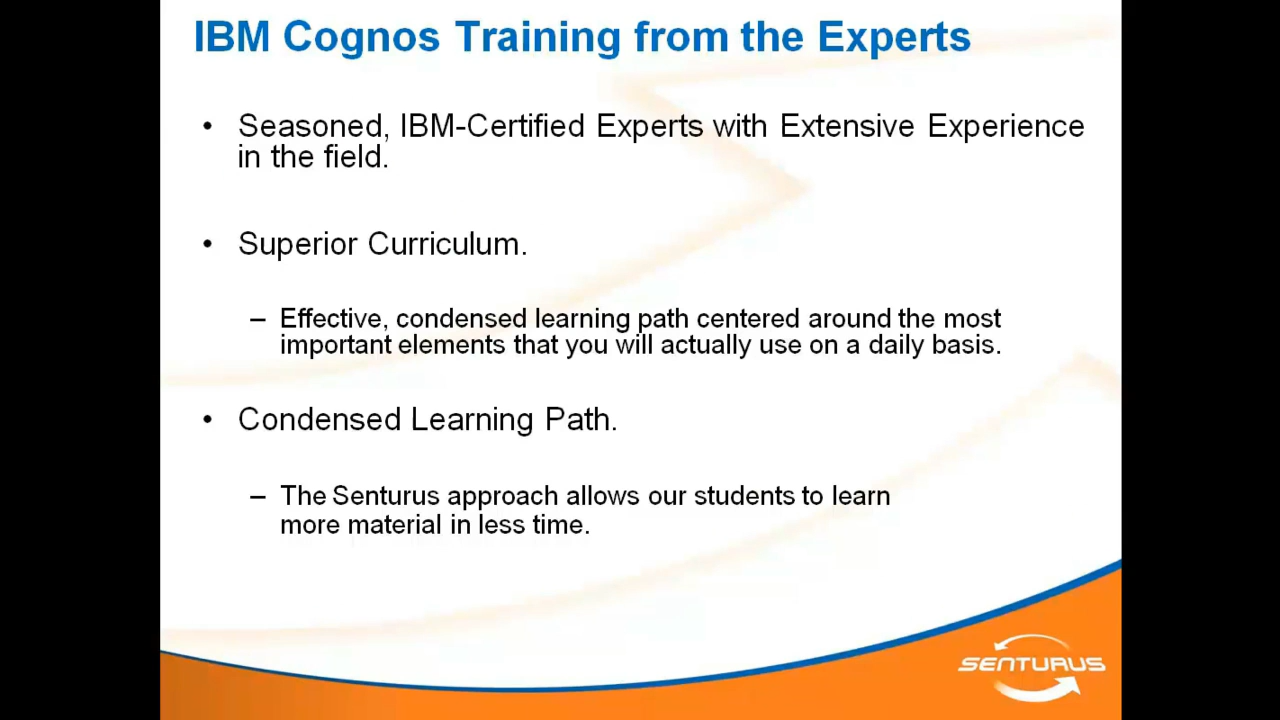 IBM Cognos Training from the Experts
• Seasoned, IBM-Certified Experts with Extensive Experience
in the field.
• Superior Curriculum.
– Effective, condensed learning path centered around the most
important elements that you will actually use on a daily basis.
• Condensed Learning Path.
– The Senturus approach allows our students to learn
more material in less time.
SENTURUS